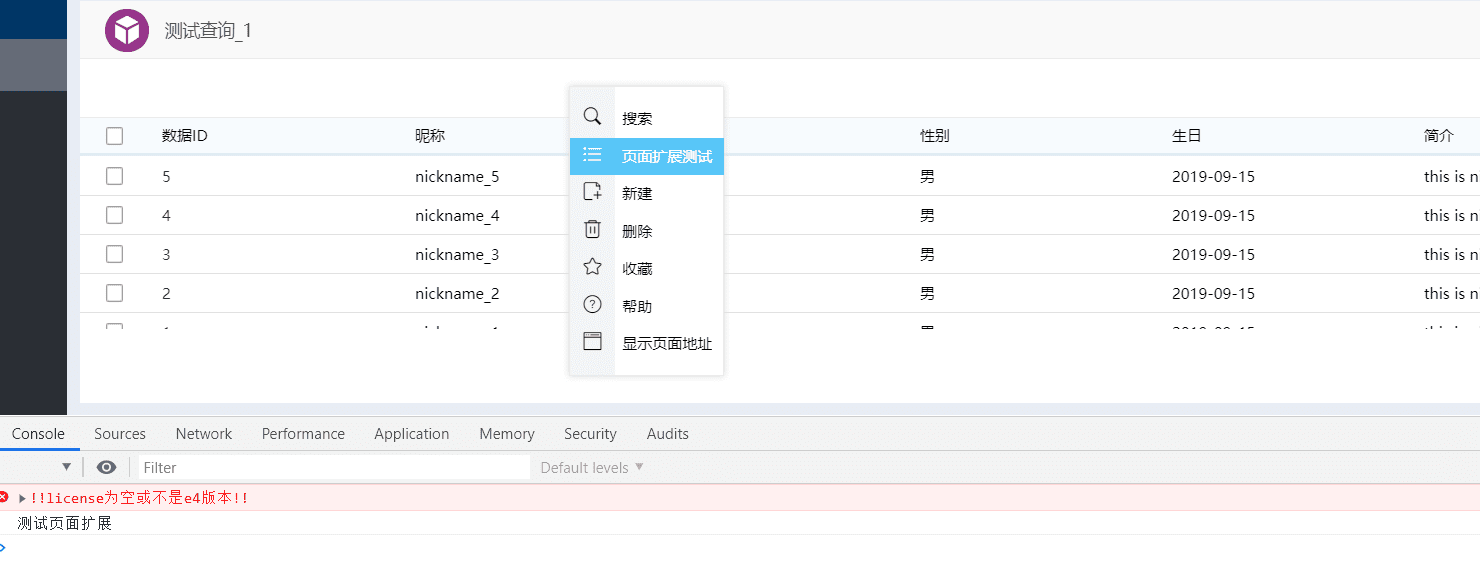 测试查询_1
搜索
页面扩展测试
新建
删除
收藏
帮助
显示页面地址
数据ID 昵称 性别 生日 简介
5 nickname_5 男 2019-09-15 this is n
4 nickname_4 男 2019-09-15 this is n
3 nickname_3 男 2019-09-15 this is n
2 nickname_2 男 2019-09-15 this is n
Console Sources Network Performance Application Memory Security Audits
Filter Default levels
!!license为空或不是e4版本!!
测试页面扩展